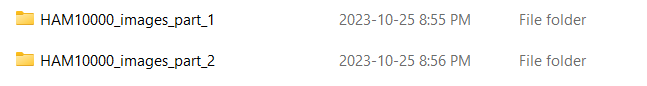 HAM10000_images_part_1 2023-10-25 8:55 PM File folder
HAM10000_images_part_2 2023-10-25 8:56 PM File folder